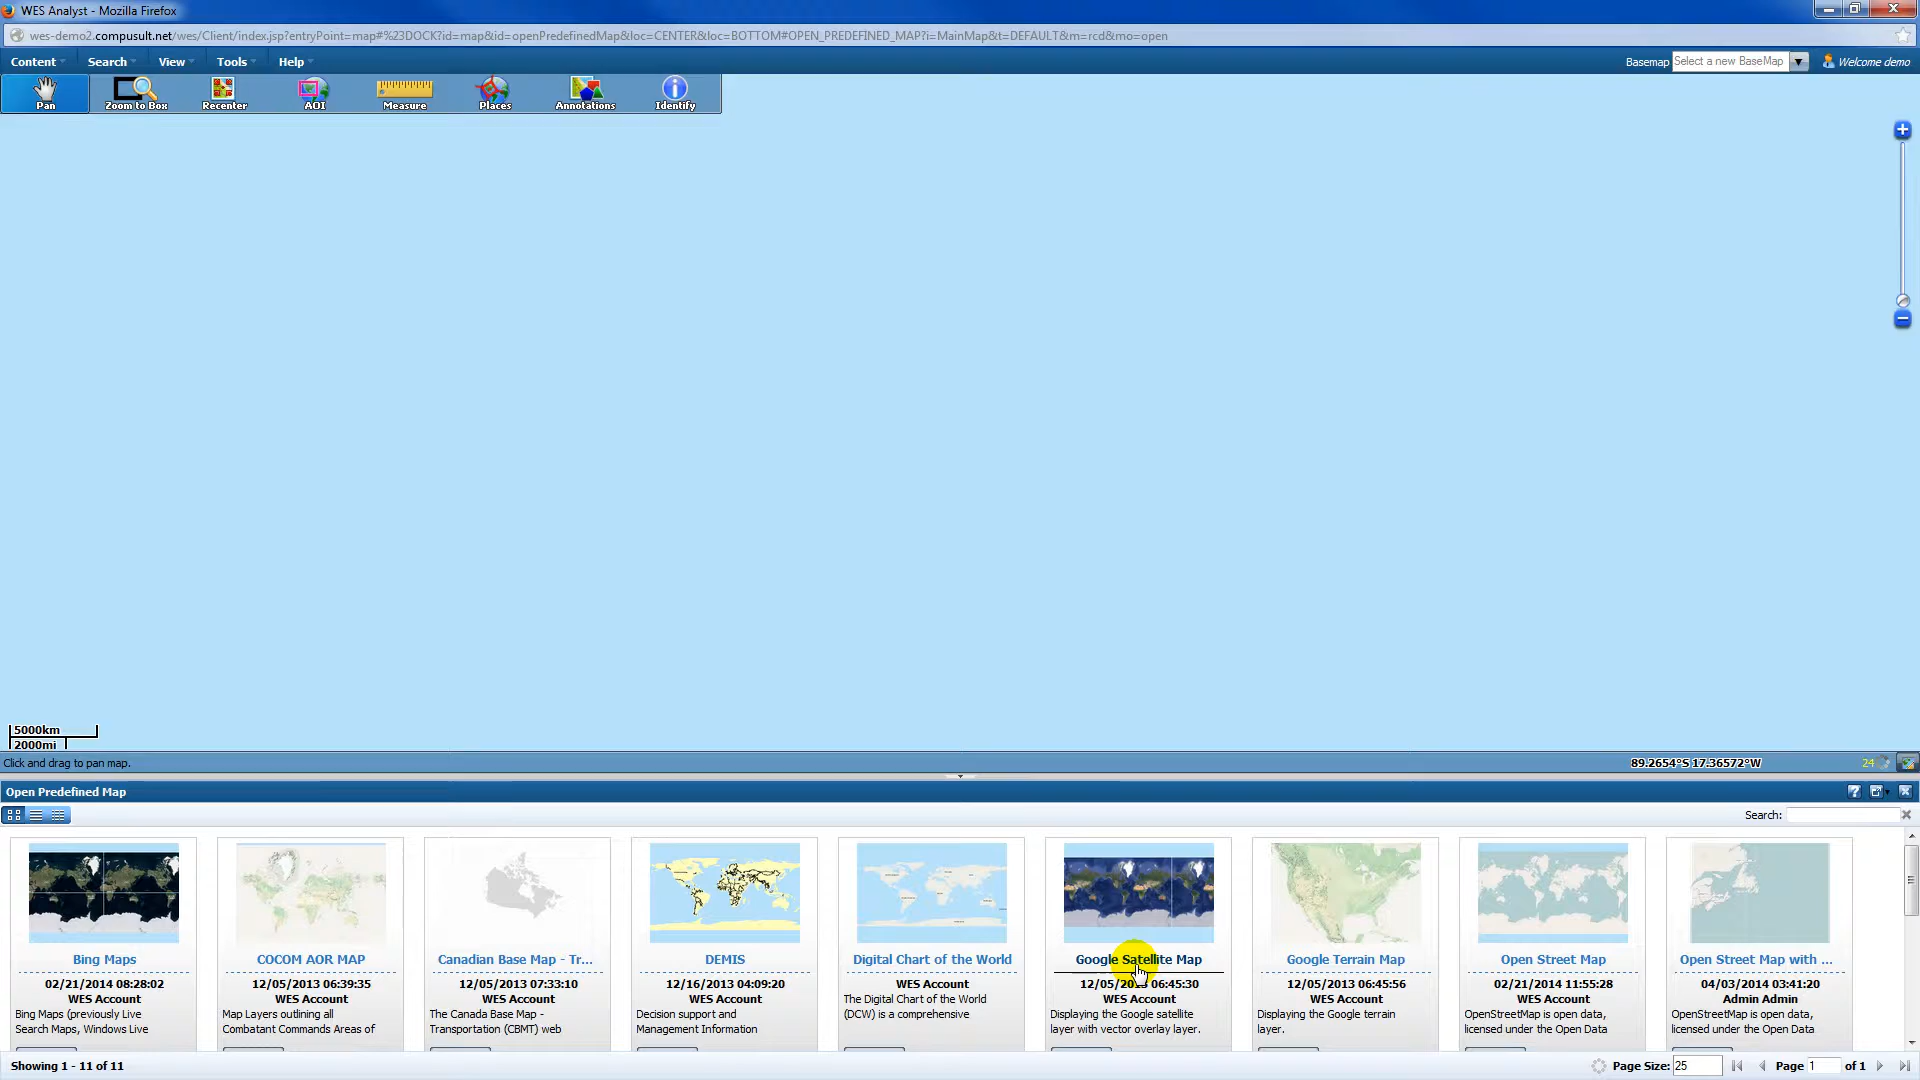 WES Analyst - Mozilla Firefox
wes-demo2.compusult.net/wes/Client/index.jsp?entryPoint=map#%23DOCK?id=map&id=openPredefinedMap&loc=CENTER&loc=BOTTOM#OPEN_PREDEFINED_MAP?i=MainMap&t=DEFAULT&m=rcd&mo=open
Content Search View Tools Help Basemap Select a new BaseMap Welcome demo
Pan Zoom to Box Recenter AOI Measure Places Annotations Identify
5000km
2000mi
Click and drag to pan map. 89.2654°S 17.36572°W 24
Open Predefined Map
Search:
Bing Maps
02/21/2014 08:28:02
WES Account
Bing Maps (previously Live
Search Maps, Windows Live
COCOM AOR MAP
12/05/2013 06:39:35
WES Account
Map Layers outlining all
Combatant Commands Areas of
Canadian Base Map - Tr...
12/05/2013 07:33:10
WES Account
The Canada Base Map -
Transportation (CBMT) web
DEMIS
12/16/2013 04:09:20
WES Account
Decision support and
Management Information
Digital Chart of the World
WES Account
The Digital Chart of the World
(DCW) is a comprehensive
Google Satellite Map
12/05/2013 06:45:30
WES Account
Displaying the Google satellite
layer with vector overlay layer.
Google Terrain Map
12/05/2013 06:45:56
WES Account
Displaying the Google terrain
layer.
Open Street Map
02/21/2014 11:55:28
WES Account
OpenStreetMap is open data,
licensed under the Open Data
Open Street Map with ...
04/03/2014 03:41:20
Admin Admin
OpenStreetMap is open data,
licensed under the Open Data
Showing 1 - 11 of 11 Page Size: 25 Page 1 of 1